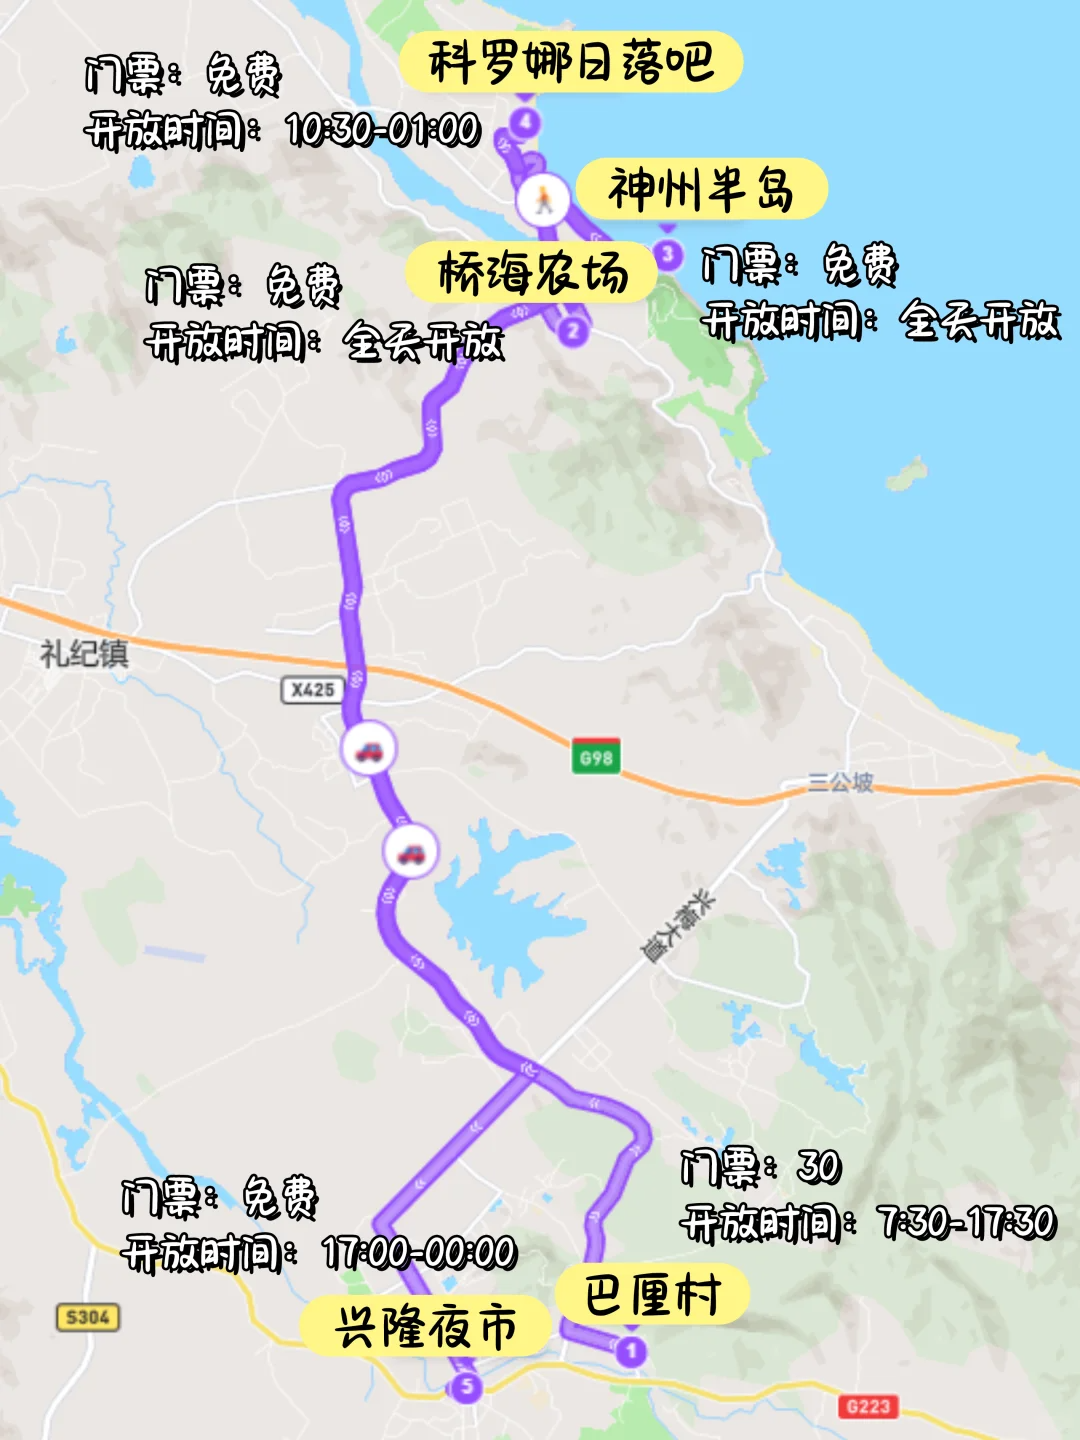 科罗娜日落吧
门票：免费
开放时间：10:30-01:00
4
神州半岛
3
门票：免费
开放时间：全天开放
桥海农场
门票：免费
开放时间：全天开放
2
礼纪镇
X425
G98
三公坡
兴梅大道
门票：30
开放时间：7:30-17:30
巴厘村
1
门票：免费
开放时间：17:00-00:00
兴隆夜市
5
S304
G223